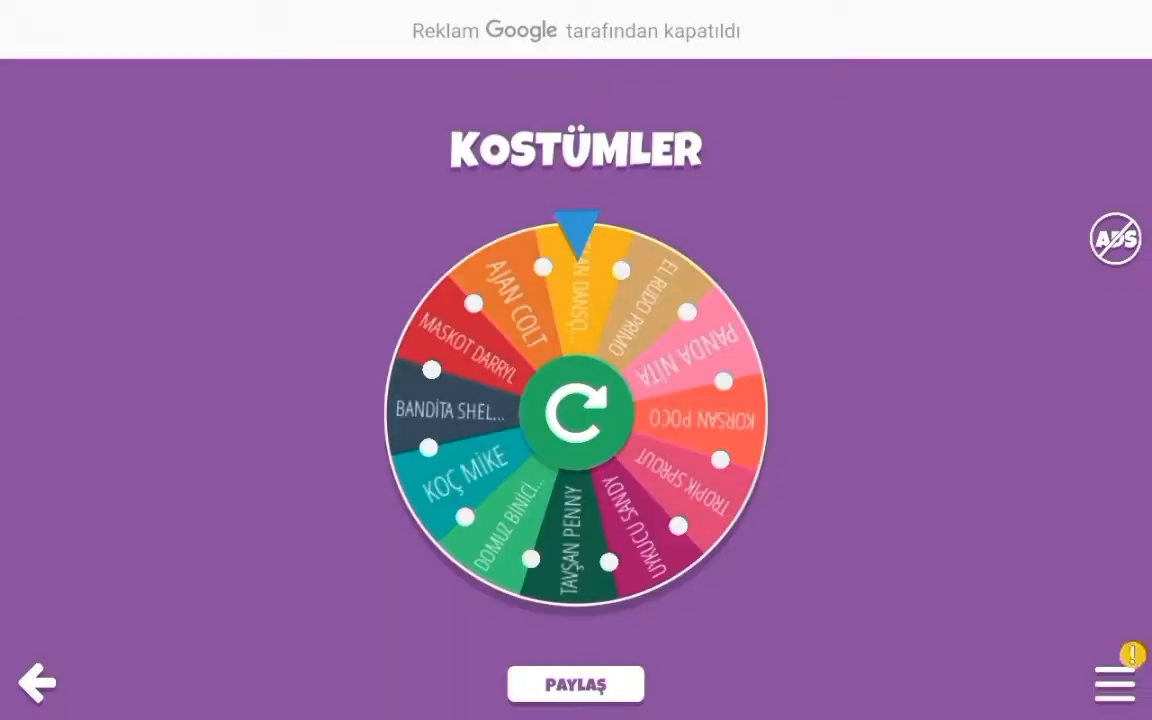 Reklam Google tarafından kapatıldı
KOSTÜMLER
ADS
DANSÇI...
EL RUDO PRIMO
PANDA NİTA
KORSAN POCO
TROPİK SPROUT
UYKUCU SANDY
TAVŞAN PENNY
DOMUZ BİNİCİ...
KOÇ MİKE
BANDİTA SHEL...
MASKOT DARRYL
AJAN COLT
PAYLAŞ
!